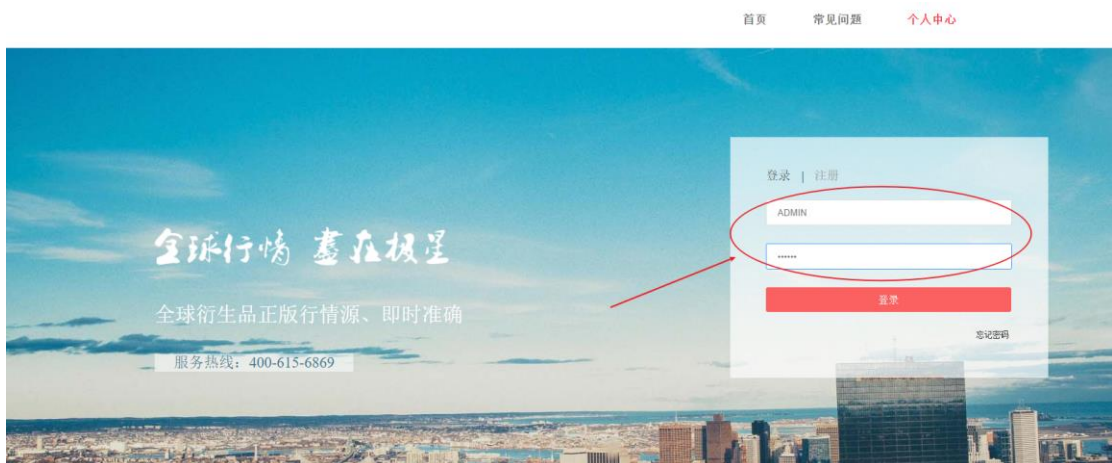 首页 常见问题 个人中心
登录 | 注册
ADMIN
••••••
登录
忘记密码
全球行情 尽在极星
全球衍生品正版行情源、即时准确
服务热线：400-615-6869